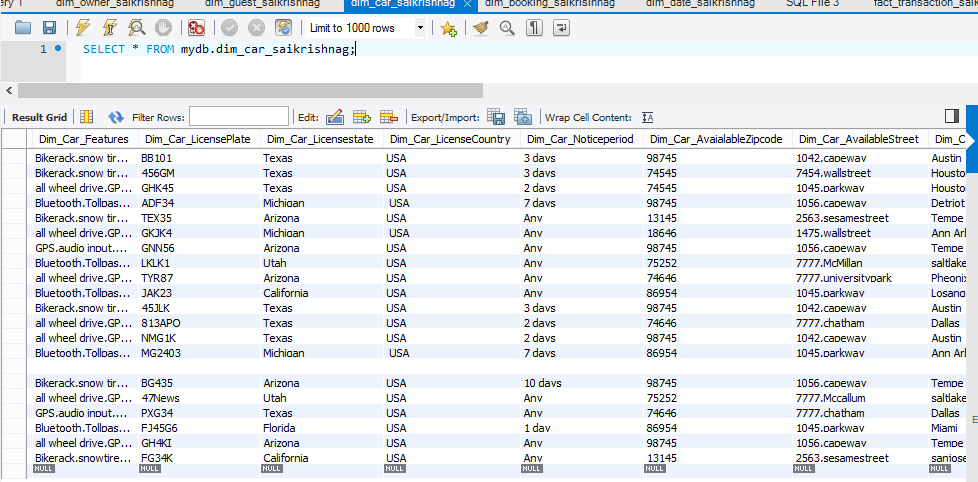 ery 1 dim_owner_saikrishnag dim_guest_saikrishnag dim_car_saikrishnag dim_booking_saikrishnag dim_date_saikrishnag SQL File 3 fact_transaction_saik
Limit to 1000 rows
1 SELECT * FROM mydb.dim_car_saikrishnag;
Result Grid Filter Rows: Edit: Export/Import: Wrap Cell Content:
Dim_Car_Features Dim_Car_LicensePlate Dim_Car_Licensestate Dim_Car_LicenseCountry Dim_Car_Noticeperiod Dim_Car_AvaialableZipcode Dim_Car_AvailableStreet Dim_C
Bikerack.snow tir... BB101 Texas USA 3 days 98745 1042.capeway Austin
Bikerack.snow tir... 456GM Texas USA 3 days 74545 7454.wallstreet Housto
all wheel drive.GP... GHK45 Texas USA 2 days 74545 1045.parkway Housto
Bluetooth.Tollpas... ADF34 Michigan USA 7 days 98745 1056.capeway Detriot
Bikerack.snow tir... TEX35 Arizona USA Any 13145 2563.sesamestreet Tempe
all wheel drive.GP... GKJK4 Michigan USA Any 18646 1475.wallstreet Ann Arl
GPS.audio input.... GNN56 Arizona USA Any 98745 1056.capeway Tempe
Bluetooth.Tollpas... LKLK1 Utah USA Any 75252 7777.McMillan saltlake
all wheel drive.GP... TYR87 Arizona USA Any 74646 7777.universitypark Pheonix
Bluetooth.Tollpas... JAK23 California USA Any 86954 1045.parkway Losang
Bikerack.snow tir... 45JLK Texas USA 3 days 98745 1042.capeway Austin
all wheel drive.GP... 813APO Texas USA 2 days 74646 7777.chatham Dallas
all wheel drive.GP... NMG1K Texas USA 2 days 98745 1042.capeway Austin
Bluetooth.Tollpas... MG2403 Michigan USA 7 days 86954 1045.parkway Ann Arl
Bikerack.snow tir... BG435 Arizona USA 10 days 98745 1056.capeway Tempe
all wheel drive.GP... 47News Utah USA Any 75252 7777.Mccallum saltlake
GPS.audio input.... PXG34 Texas USA Any 74646 7777.chatham Dallas
Bluetooth.Tollpas... FJ45G6 Florida USA 1 day 86954 1045.parkway Miami
all wheel drive.GP... GH4KI Arizona USA Any 98745 1056.capeway Tempe
Bikerack.snowtire... FG34K California USA Any 13145 2563.sesamestreet sanjose
NULL NULL NULL NULL NULL NULL NULL NULL